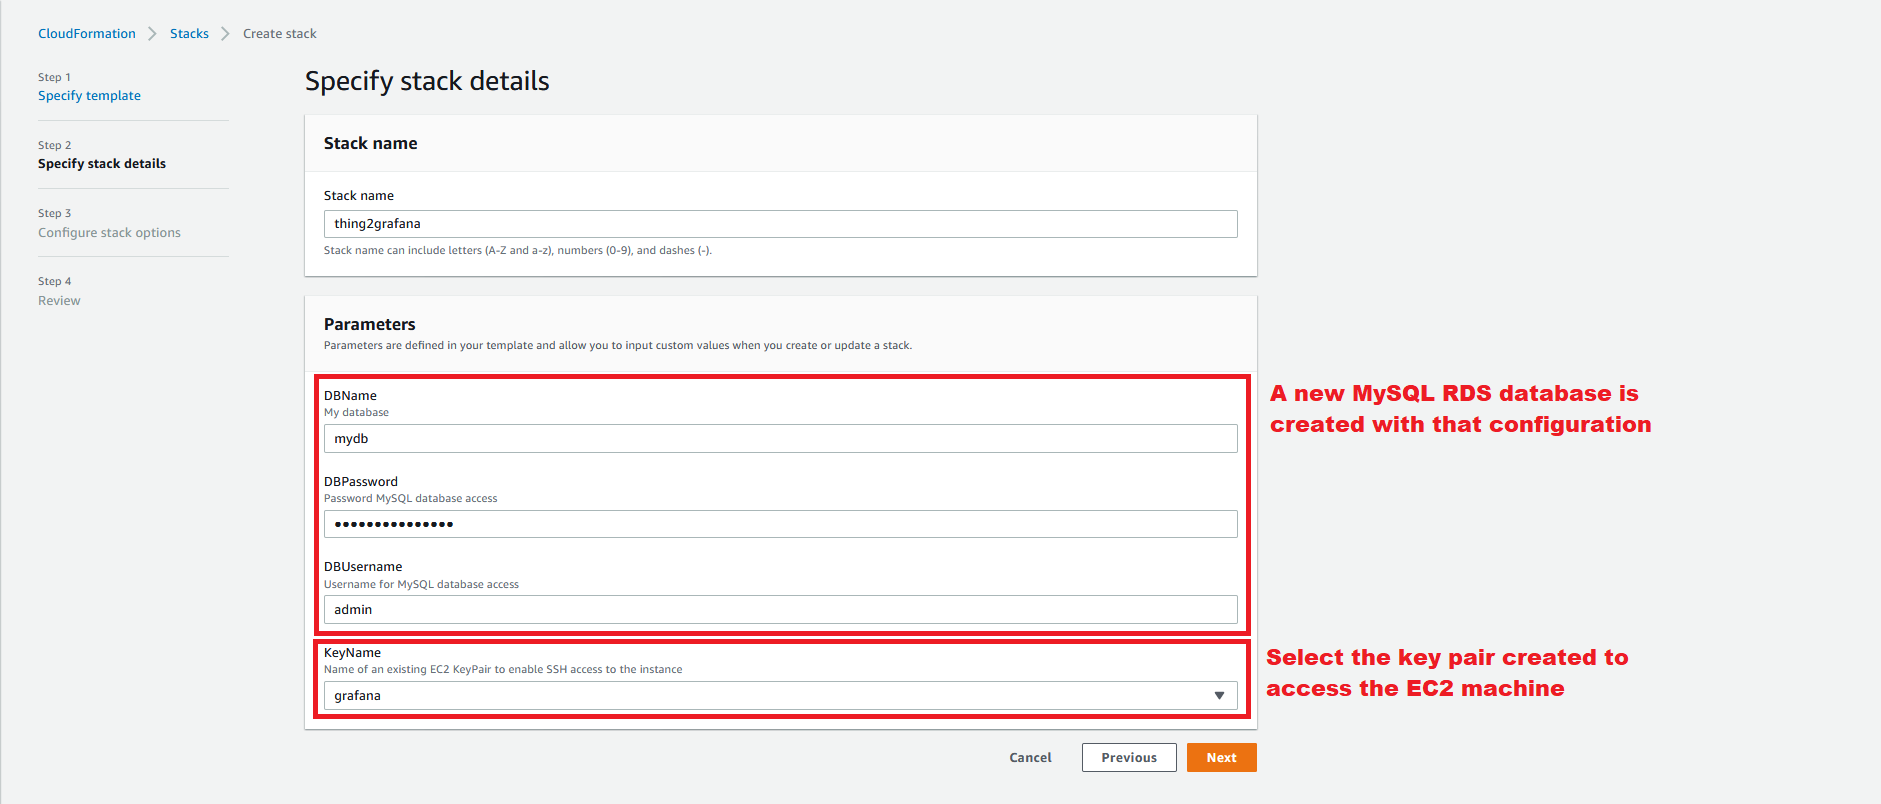 CloudFormation > Stacks > Create stack
Step 1
Specify template
Step 2
Specify stack details
Step 3
Configure stack options
Step 4
Review
Specify stack details
Stack name
Stack name
thing2grafana
Stack name can include letters (A-Z and a-z), numbers (0-9), and dashes (-).
Parameters
Parameters are defined in your template and allow you to input custom values when you create or update a stack.
DBName
My database
mydb
DBPassword
Password MySQL database access
•••••••••••••••
DBUsername
Username for MySQL database access
admin
KeyName
Name of an existing EC2 KeyPair to enable SSH access to the instance
grafana
A new MySQL RDS database is
created with that configuration
Select the key pair created to
access the EC2 machine
Cancel
Previous
Next